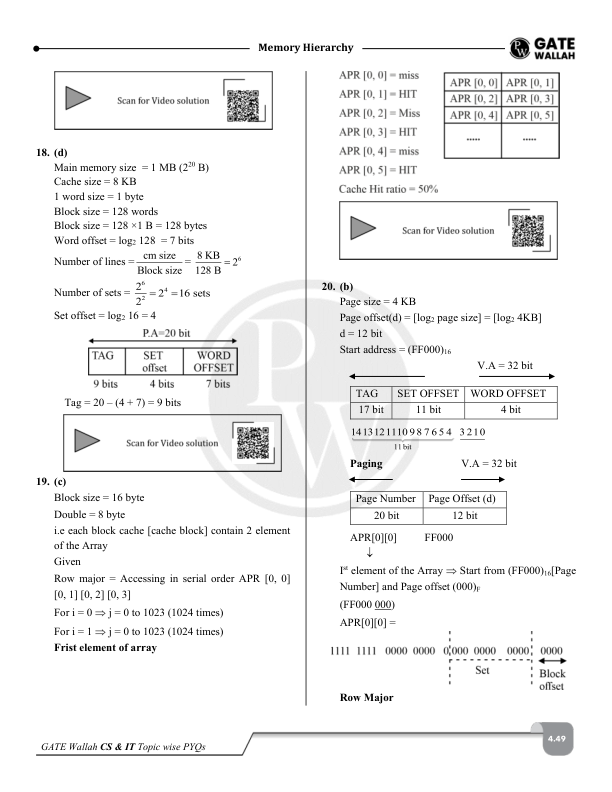 Memory Hierarchy
GATE
WALLAH
Scan for Video solution
18. (d)
Main memory size = 1 MB (2²⁰ B)
Cache size = 8 KB
1 word size = 1 byte
Block size = 128 words
Block size = 128 ×1 B = 128 bytes
Word offset = log₂ 128 = 7 bits
Number of lines = cm size / Block size = 8 KB / 128 B = 2⁶
Number of sets = 2⁶ / 2² = 2⁴ = 16 sets
Set offset = log₂ 16 = 4
P.A=20 bit
TAG SET offset WORD OFFSET
9 bits 4 bits 7 bits
Tag = 20 – (4 + 7) = 9 bits
Scan for Video solution
19. (c)
Block size = 16 byte
Double = 8 byte
i.e each block cache [cache block] contain 2 element
of the Array
Given
Row major = Accessing in serial order APR [0, 0]
[0, 1] [0, 2] [0, 3]
For i = 0 ⇒ j = 0 to 1023 (1024 times)
For i = 1 ⇒ j = 0 to 1023 (1024 times)
Frist element of array
APR [0, 0] = miss
APR [0, 1] = HIT
APR [0, 2] = Miss
APR [0, 3] = HIT
APR [0, 4] = miss
APR [0, 5] = HIT
APR [0, 0] APR [0, 1]
APR [0, 2] APR [0, 3]
APR [0, 4] APR [0, 5]
..... .....
Cache Hit ratio = 50%
Scan for Video solution
20. (b)
Page size = 4 KB
Page offset(d) = [log₂ page size] = [log₂ 4KB]
d = 12 bit
Start address = (FF000)₁₆
V.A = 32 bit
TAG SET OFFSET WORD OFFSET
17 bit 11 bit 4 bit
14 13 12 11 10 9 8 7 6 5 4 3 2 1 0
11 bit
Paging V.A = 32 bit
Page Number Page Offset (d)
20 bit 12 bit
APR[0][0] FF000
↓
Iˢᵗ element of the Array ⇒ Start from (FF000)₁₆[Page
Number] and Page offset (000)F
(FF000 000)
APR[0][0] =
1111 1111 0000 0000 0000 0000 0000 0000
Set Block
offset
Row Major
GATE Wallah CS & IT Topic wise PYQs
4.49